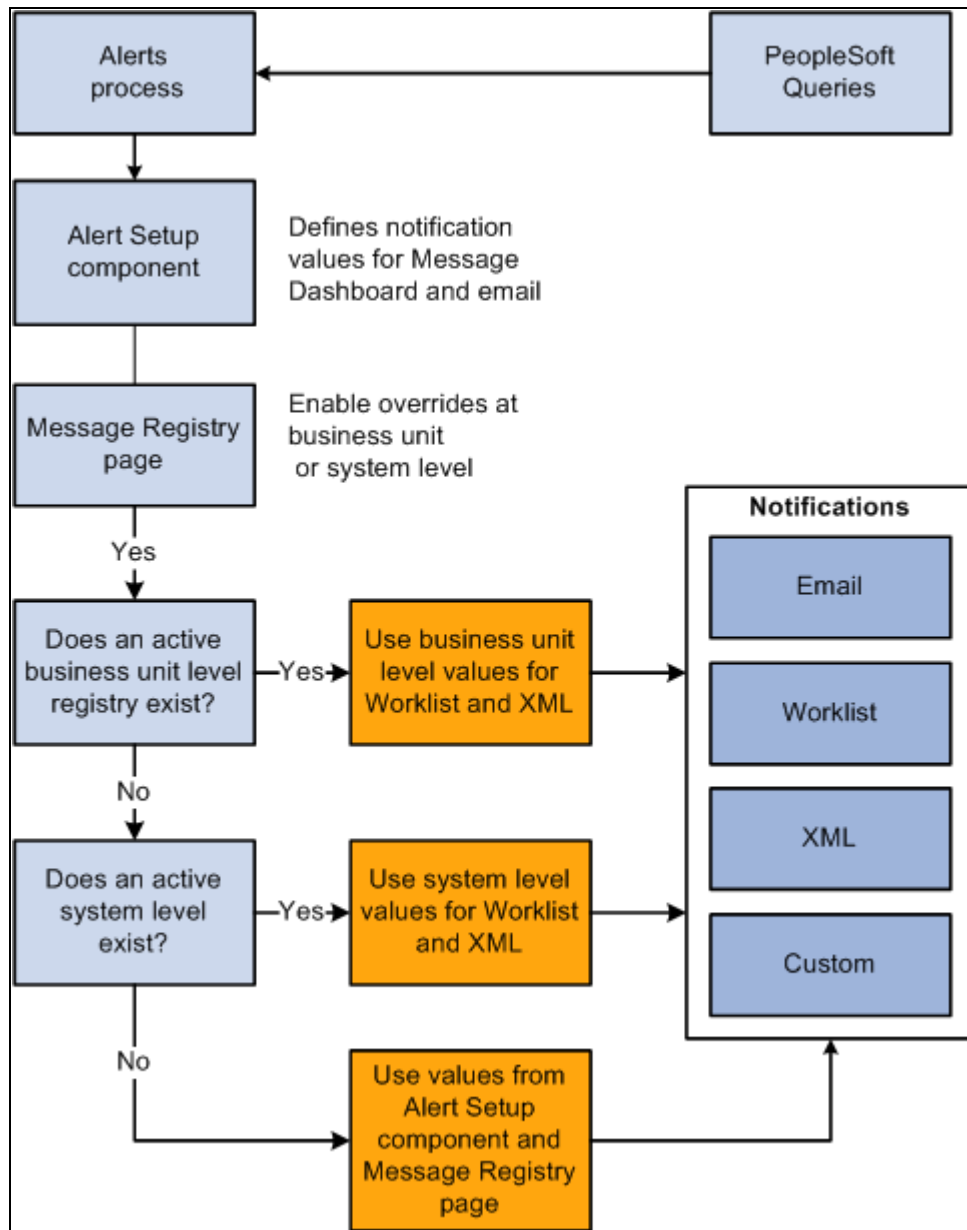 Alerts
process
PeopleSoft
Queries
Alert Setup
component
Defines notification
values for Message
Dashboard and email
Message Registry
page
Enable overrides at
business unit
or system level
Yes
Notifications
Email
Worklist
XML
Custom
Does an active
business unit level
registry exist?
Yes
Use business unit
level values for
Worklist and XML
No
Does an active
system level
exist?
Yes
Use system level
values for Worklist
and XML
No
Use values from
Alert Setup
component and
Message Registry
page